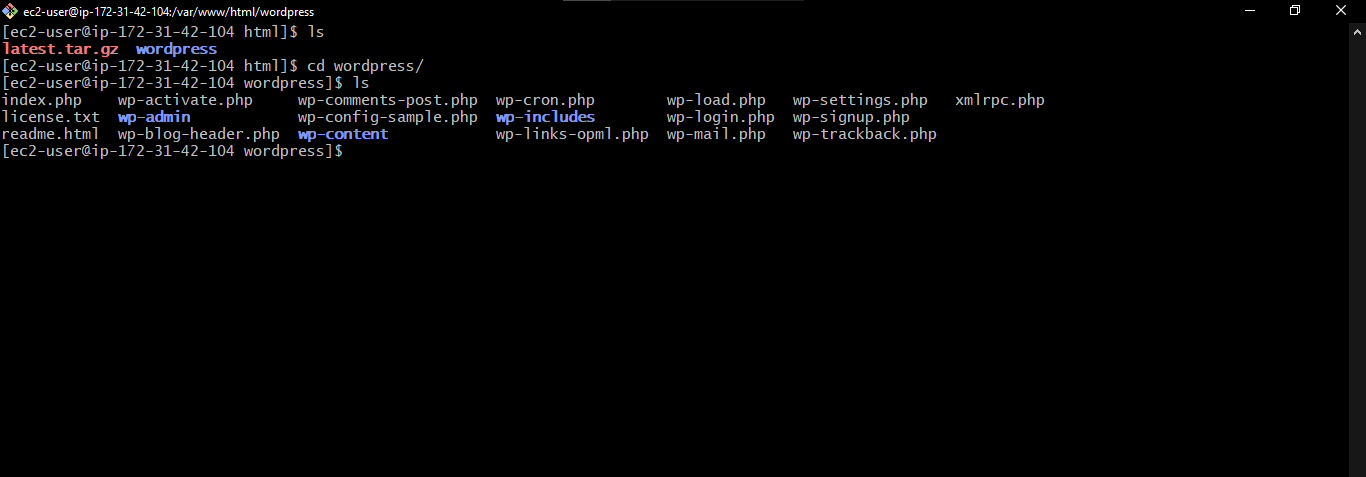 ec2-user@ip-172-31-42-104:/var/www/html/wordpress
[ec2-user@ip-172-31-42-104 html]$ ls
latest.tar.gz  wordpress
[ec2-user@ip-172-31-42-104 html]$ cd wordpress/
[ec2-user@ip-172-31-42-104 wordpress]$ ls
index.php    wp-activate.php     wp-comments-post.php  wp-cron.php        wp-load.php   wp-settings.php   xmlrpc.php
license.txt  wp-admin            wp-config-sample.php  wp-includes        wp-login.php  wp-signup.php
readme.html  wp-blog-header.php  wp-content            wp-links-opml.php  wp-mail.php   wp-trackback.php
[ec2-user@ip-172-31-42-104 wordpress]$